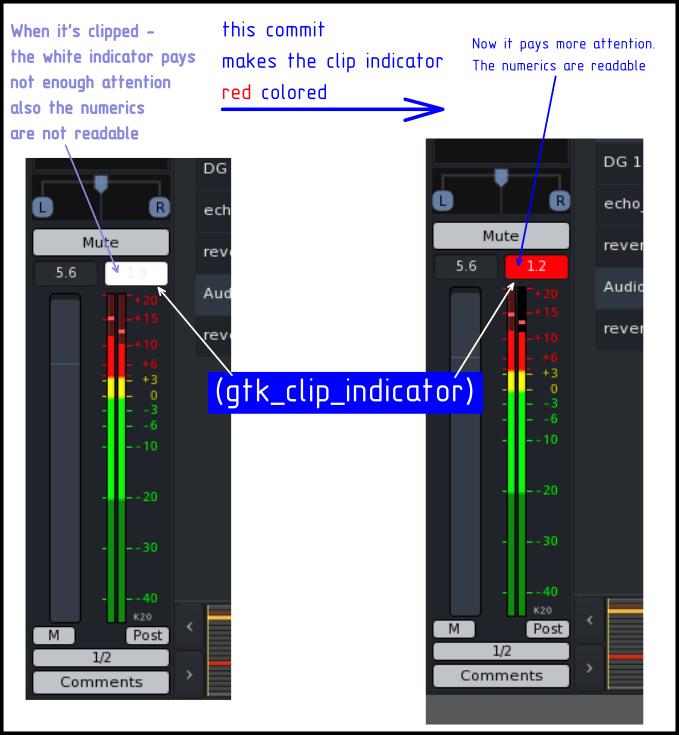 When it's clipped -
the white indicator pays
not enough attention
also the numerics
are not readable
this commit
makes the clip indicator
red colored
Now it pays more attention.
The numerics are readable
L
R
Mute
5.6
1.8
+20
+15
+10
+6
+3
0
-3
-6
-10
-20
-30
-40
K20
M
Post
1/2
Comments
DG
ech
rev
Aud
reve
<
>
(gtk_clip_indicator)
L
R
Mute
5.6
1.2
+20
+15
+10
+6
+3
0
-3
-6
-10
-20
-30
-40
K20
M
Post
1/2
Comments
DG 1
echo_
rever
Audio
rever
<
>